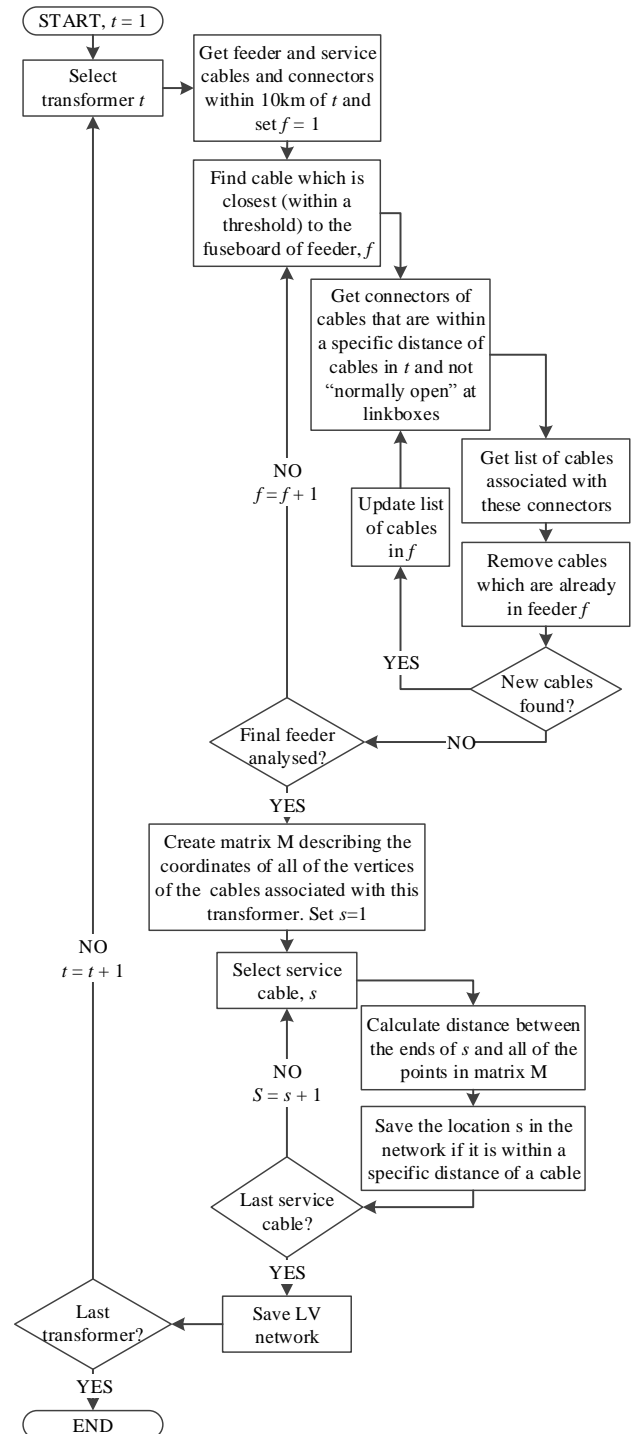 START, t = 1
Select
transformer t
Get feeder and service
cables and connectors
within 10km of t and
set f = 1
Find cable which is
closest (within a
threshold) to the
fuseboard of feeder, f
Get connectors of
cables that are within
a specific distance of
cables in t and not
“normally open” at
linkboxes
Get list of cables
associated with
these connectors
Remove cables
which are already
in feeder f
New cables
found?
YES
Update list
of cables
in f
NO
NO
f = f + 1
Final feeder
analysed?
YES
Create matrix M describing the
coordinates of all of the vertices
of the cables associated with this
transformer. Set s=1
Select service
cable, s
Calculate distance between
the ends of s and all of the
points in matrix M
Save the location s in the
network if it is within a
specific distance of a cable
NO
S = s + 1
Last service
cable?
YES
Save LV
network
Last
transformer?
NO
t = t + 1
YES
END